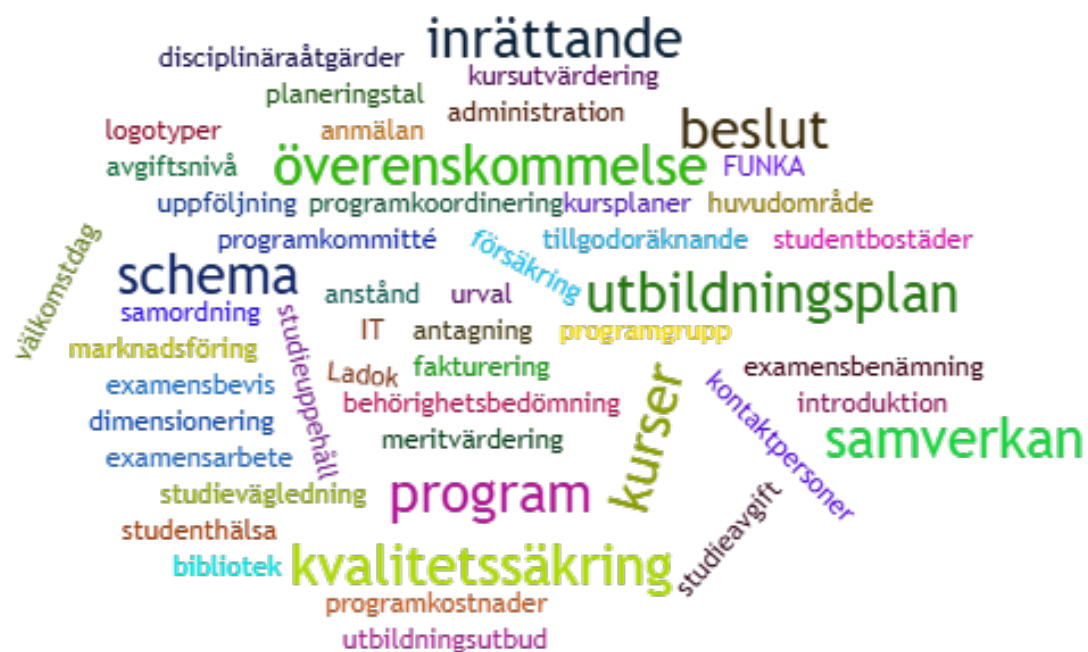 inrättande
disciplinäraåtgärder
kursutvärdering
planeringstal
administration
logotyper
anmälan
beslut
avgiftsnivå
överenskommelse
FUNKA
uppföljning
programkoordinering
kursplaner
huvudområde
välkomstdag
programkommitté
försäkring
tillgodoräknande
studentbostäder
schema
anstånd
urval
utbildningsplan
samordning
studieuppehåll
IT
antagning
programgrupp
marknadsföring
Ladok
fakturering
examensbenämning
examensbevis
behörighetsbedömning
kurser
kontaktpersoner
introduktion
dimensionering
meritvärdering
samverkan
examensarbete
studievägledning
program
studieavgift
studenthälsa
bibliotek
kvalitetssäkring
programkostnader
utbildningsutbud